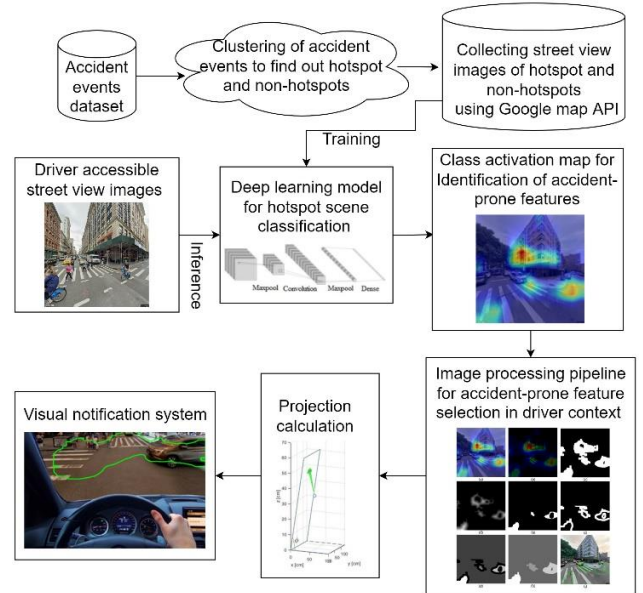 Accident
events
dataset
Clustering of accident
events to find out hotspot
and non-hotspots
Collecting street view
images of hotspot and
non-hotspots
using Google map API
Training
Driver accessible
street view images
Inference
Deep learning model
for hotspot scene
classification
Maxpool Convolution Maxpool Dense
Class activation map for
Identification of accident-
prone features
Image processing pipeline
for accident-prone feature
selection in driver context
Projection
calculation
Visual notification system